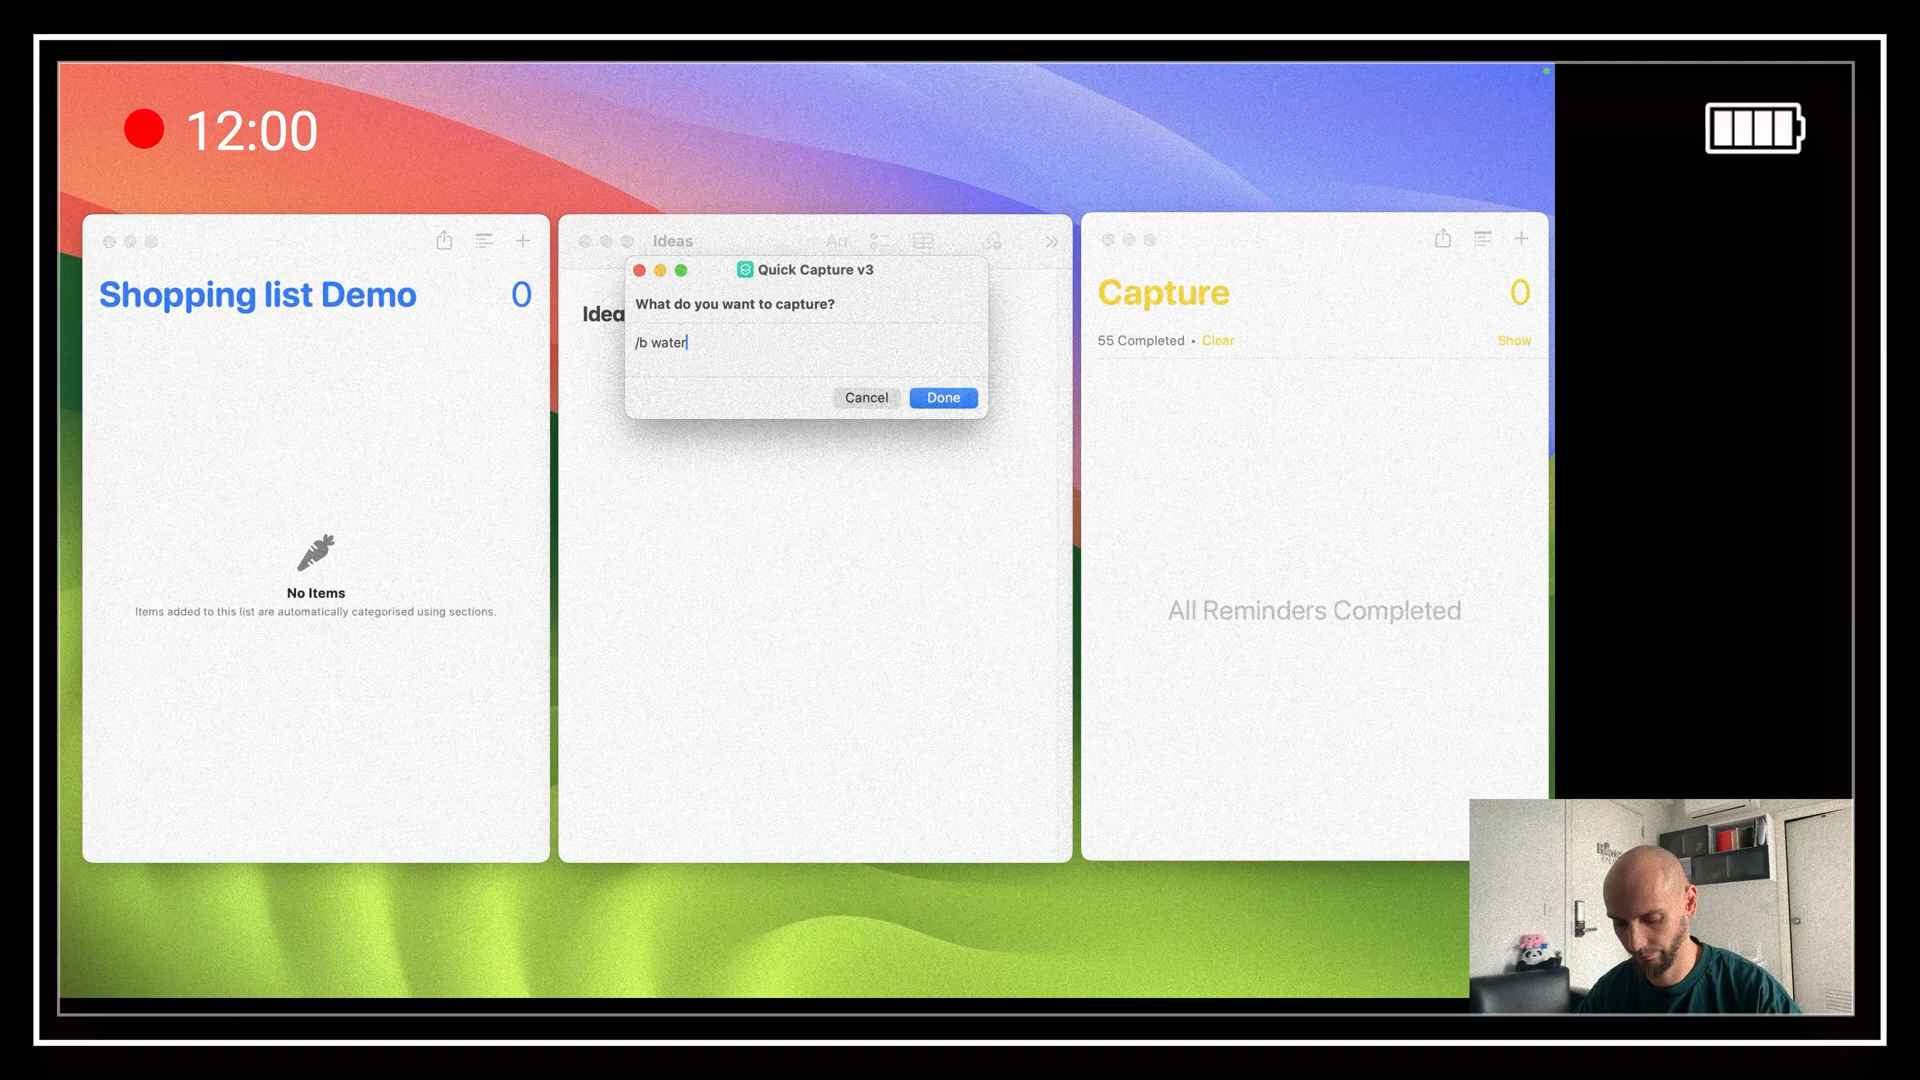 12:00
Shopping list Demo 0
No Items
Items added to this list are automatically categorised using sections.
Ideas Aa
Idea
Quick Capture v3
What do you want to capture?
/b water
Cancel Done
Capture 0
55 Completed • Clear Show
All Reminders Completed